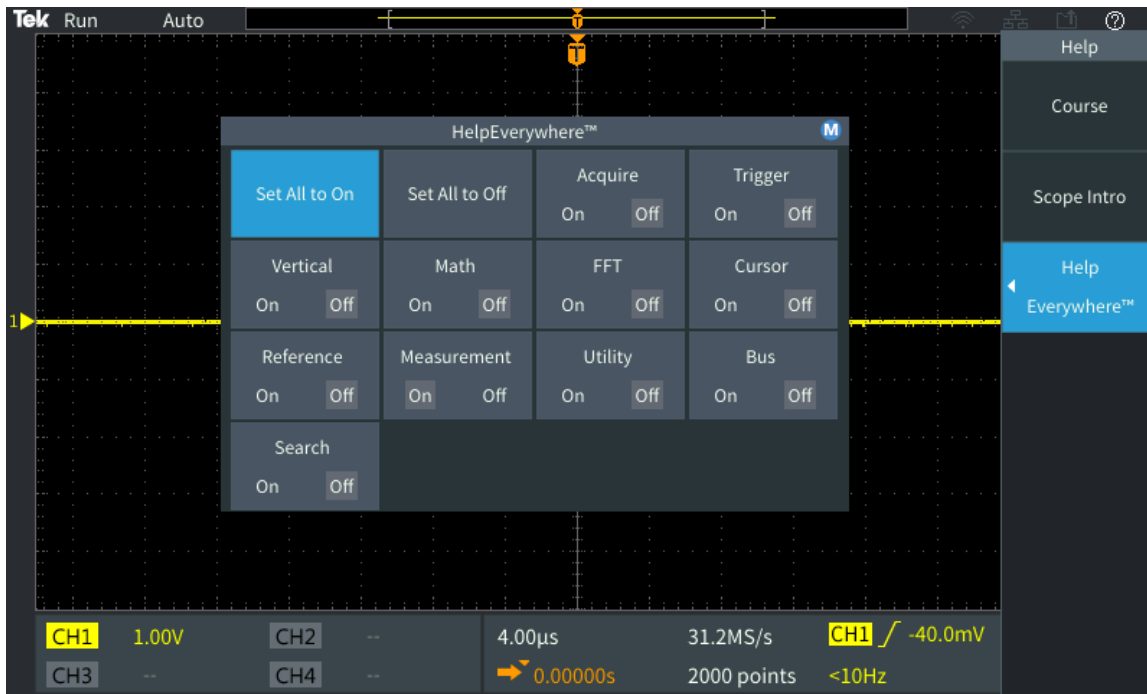 Tek Run Auto T ?
T
Help
Course
Scope Intro
Help
Everywhere™
HelpEverywhere™ M
Set All to On
Set All to Off
Acquire
On Off
Trigger
On Off
Vertical
On Off
Math
On Off
FFT
On Off
Cursor
On Off
Reference
On Off
Measurement
On Off
Utility
On Off
Bus
On Off
Search
On Off
1
CH1 1.00V CH2 -- 4.00µs 31.2MS/s CH1 -40.0mV
CH3 -- CH4 -- 0.00000s 2000 points <10Hz